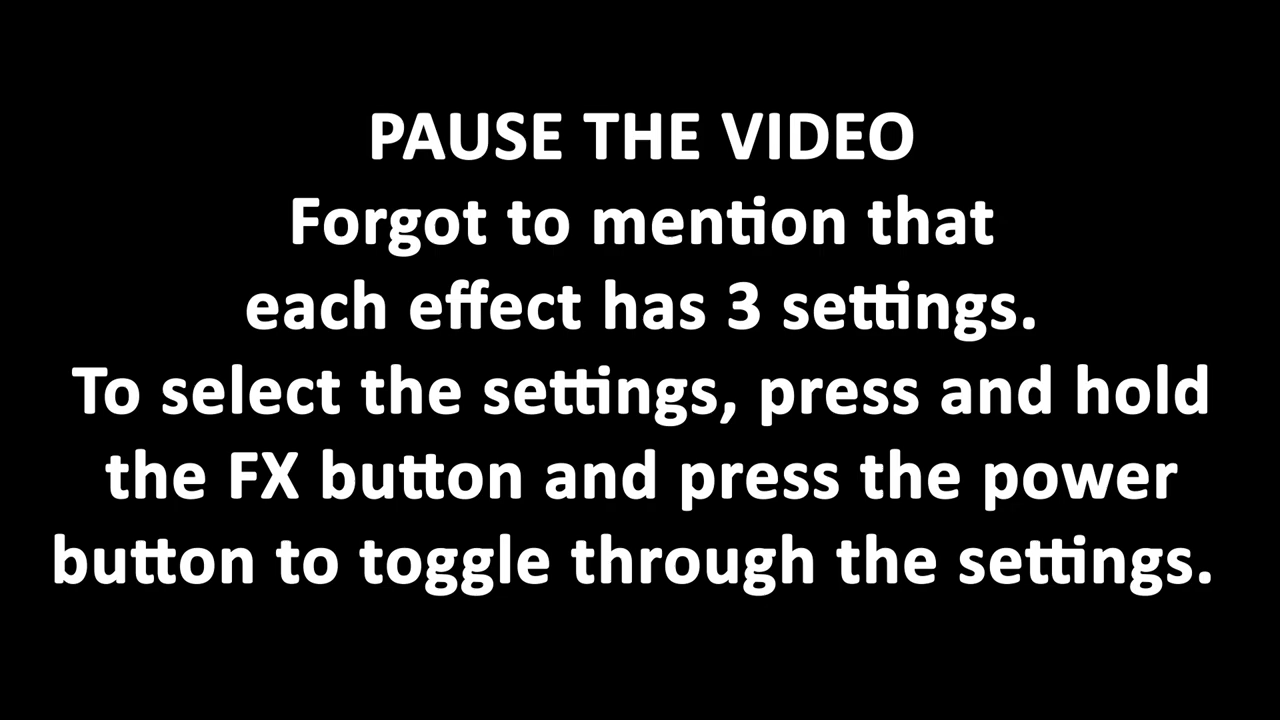 PAUSE THE VIDEO
Forgot to mention that
each effect has 3 settings.
To select the settings, press and hold
the FX button and press the power
button to toggle through the settings.